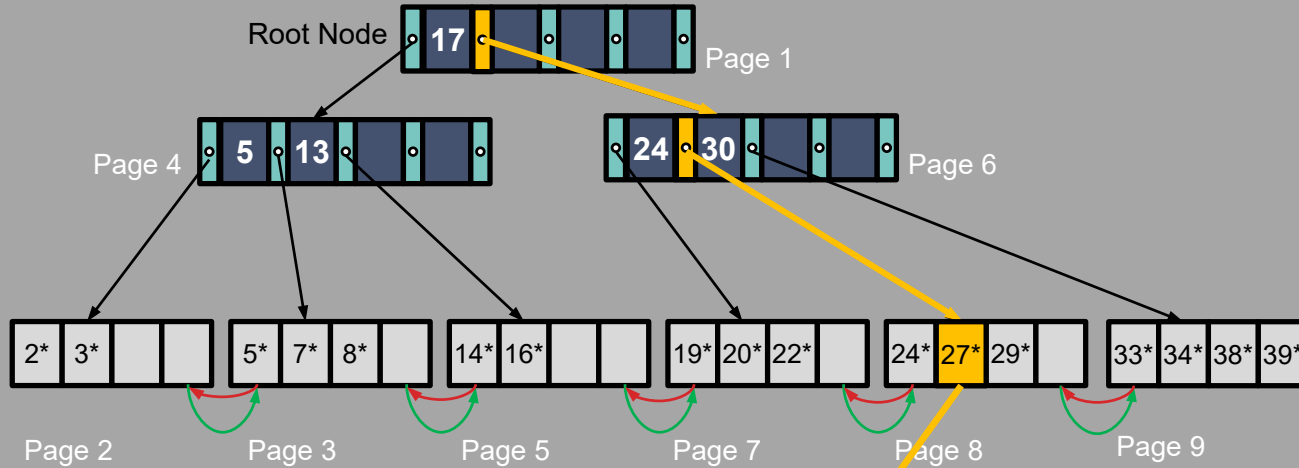 Root Node
17
Page 1
Page 4
5 13
24 30
Page 6
2* 3*
5* 7* 8*
14* 16*
19* 20* 22*
24* 27* 29*
33* 34* 38* 39*
Page 2
Page 3
Page 5
Page 7
Page 8
Page 9